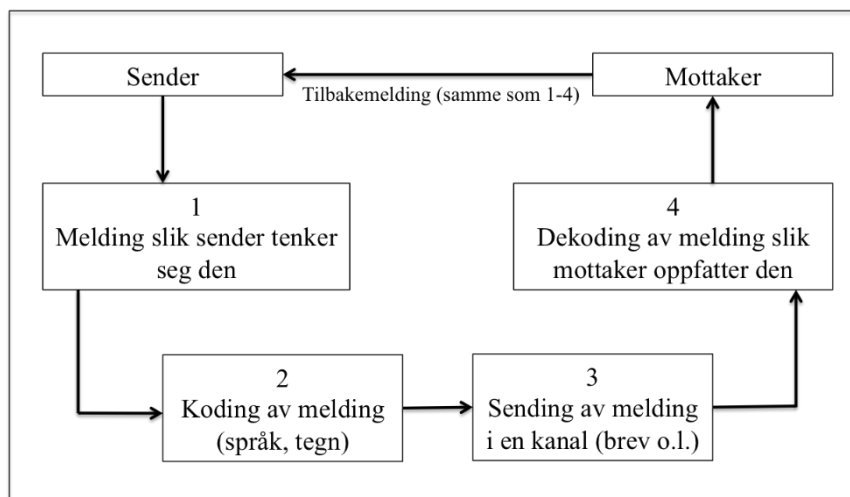 Sender
Mottaker
Tilbakemelding (samme som 1-4)
1
Melding slik sender tenker
seg den
4
Dekoding av melding slik
mottaker oppfatter den
2
Koding av melding
(språk, tegn)
3
Sending av melding
i en kanal (brev o.l.)